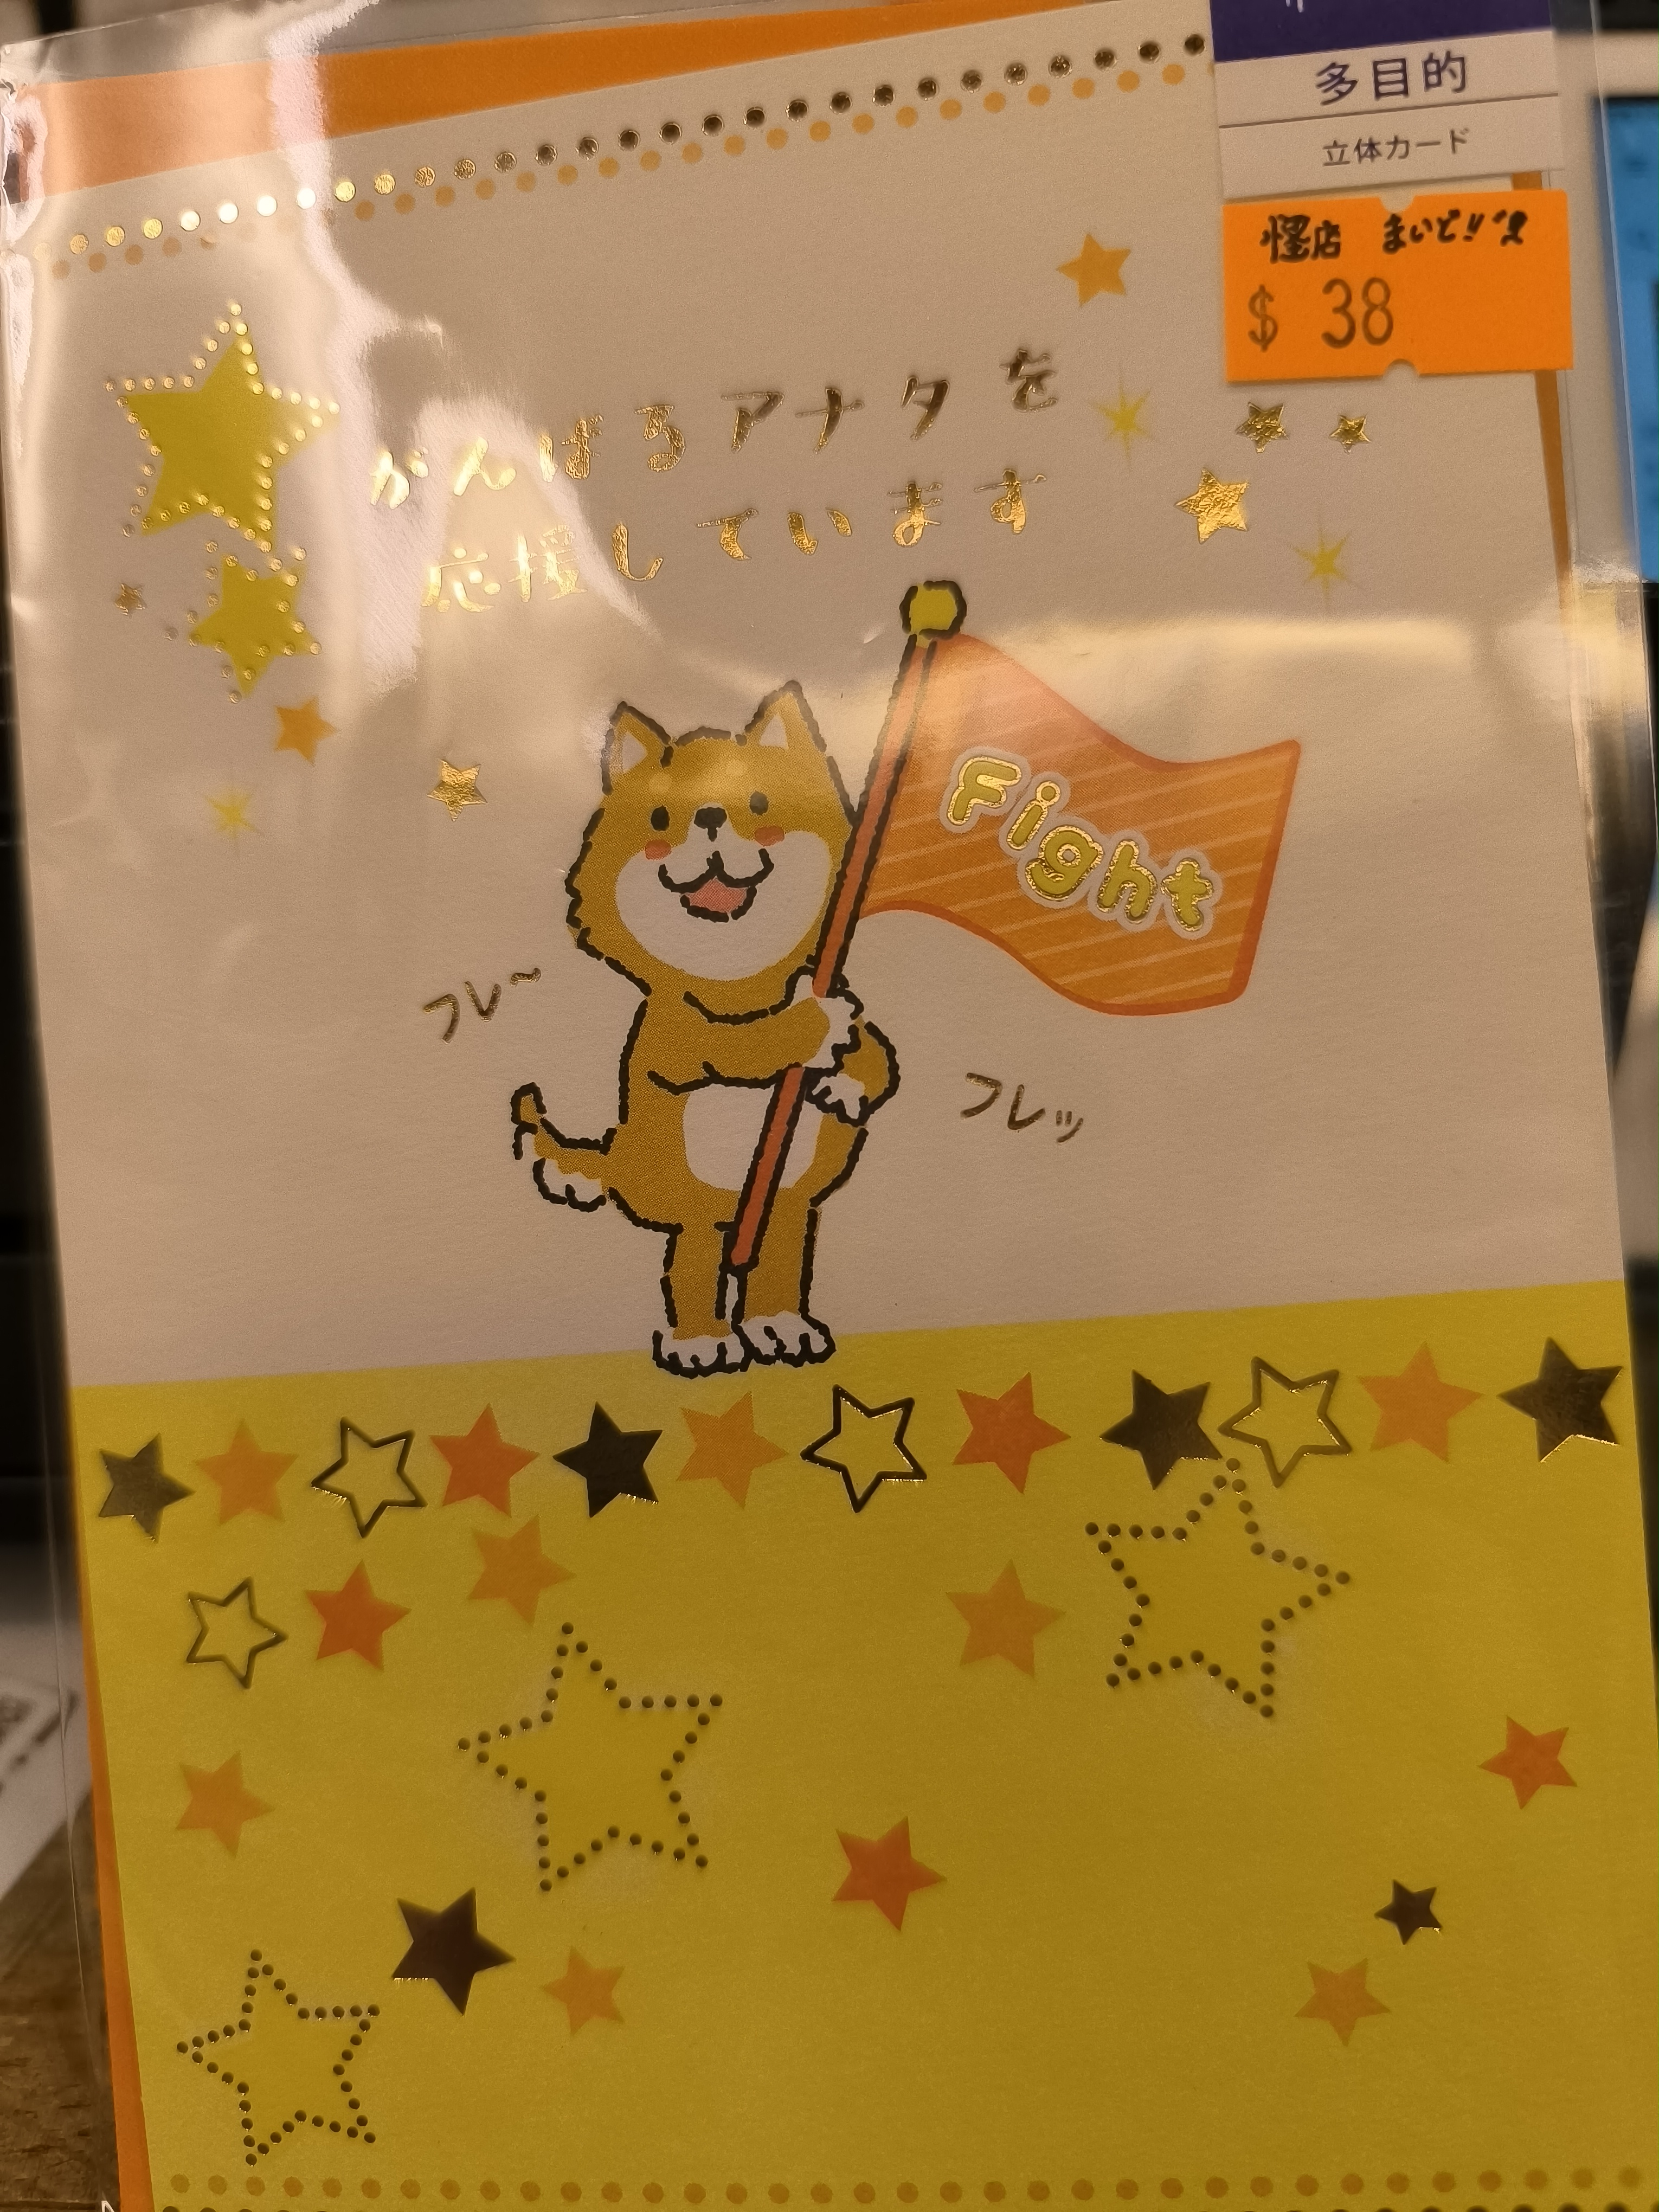 多目的
立体カード
怪店 まいど!!"ス
$ 38
がんばるアナタを
応援しています
Fight
フレ〜
フレッ